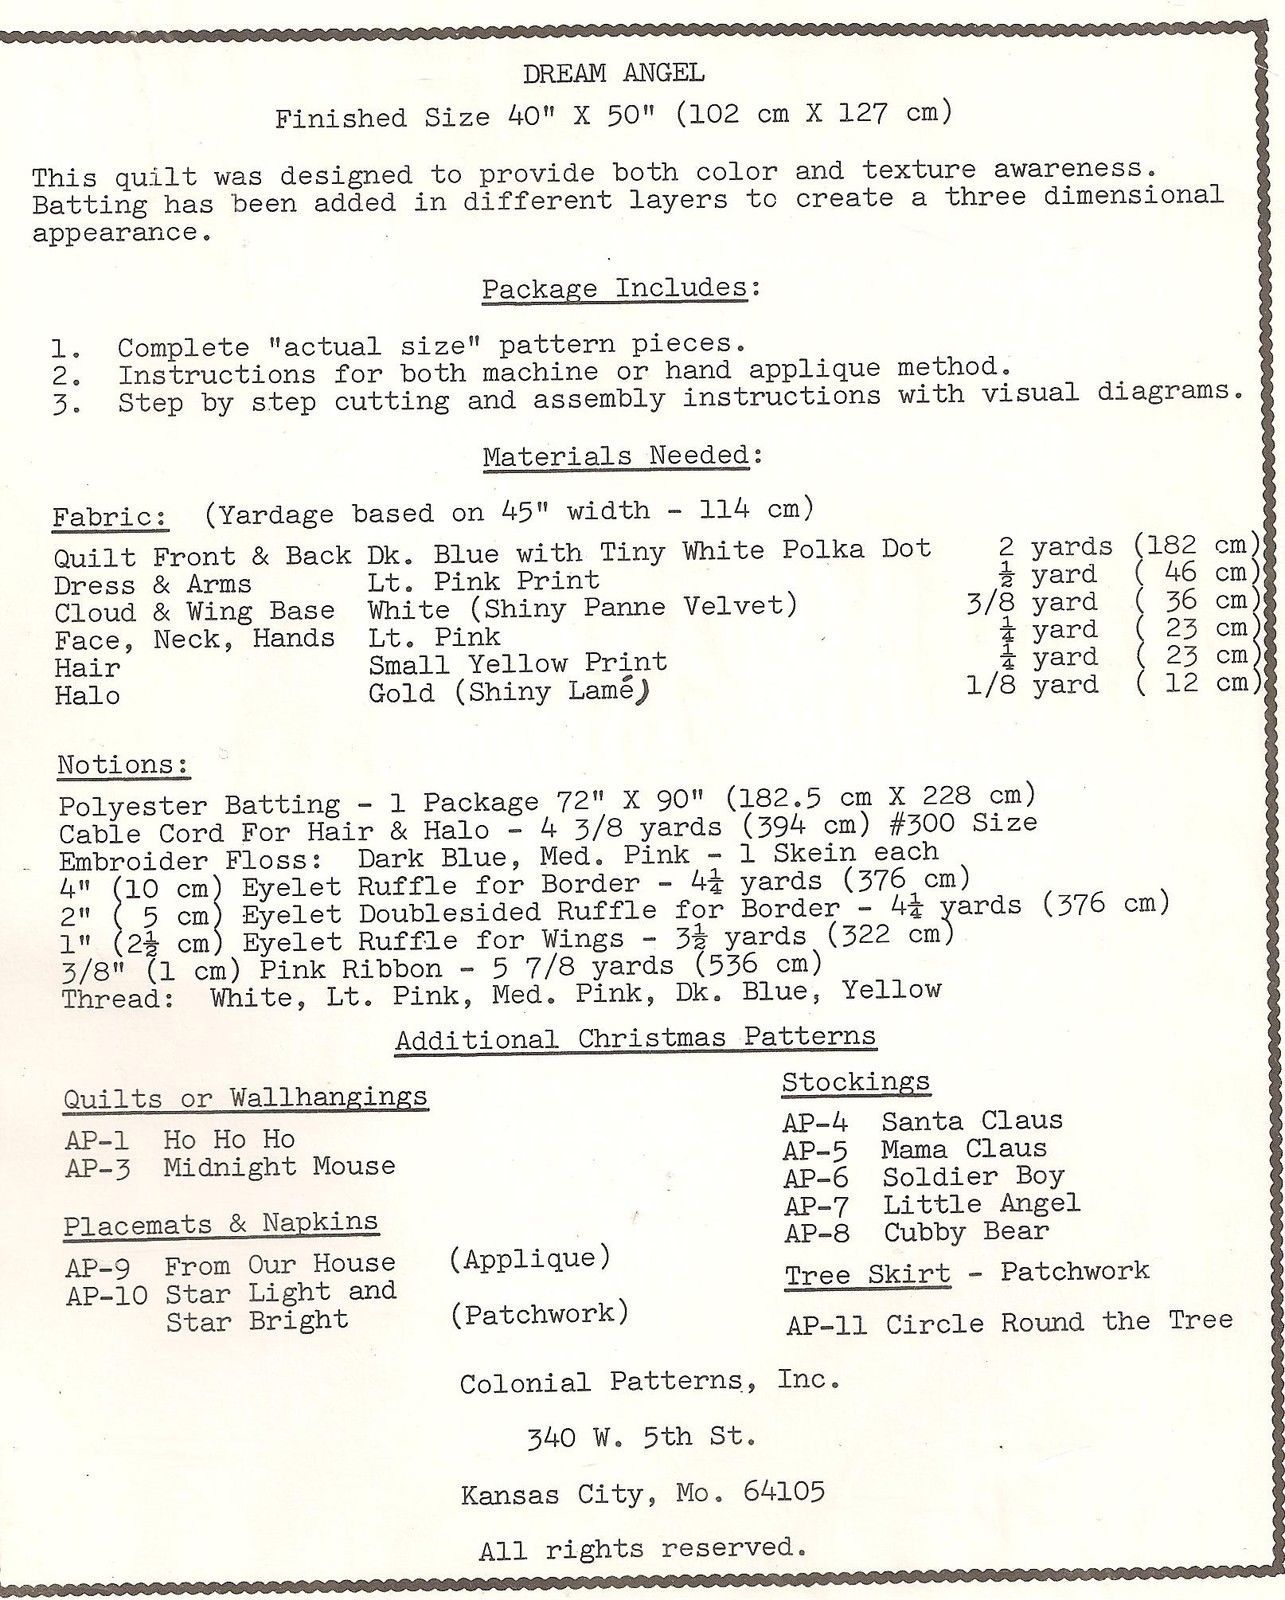 DREAM ANGEL
Finished Size 40" X 50" (102 cm X 127 cm)
This quilt was designed to provide both color and texture awareness.
Batting has been added in different layers to create a three dimensional
appearance.
Package Includes:
1. Complete "actual size" pattern pieces.
2. Instructions for both machine or hand applique method.
3. Step by step cutting and assembly instructions with visual diagrams.
Materials Needed:
Fabric: (Yardage based on 45" width - 114 cm)
Quilt Front & Back Dk. Blue with Tiny White Polka Dot 2 yards (182 cm)
Dress & Arms Lt. Pink Print ½ yard ( 46 cm)
Cloud & Wing Base White (Shiny Panne Velvet) 3/8 yard ( 36 cm)
Face, Neck, Hands Lt. Pink ¼ yard ( 23 cm)
Hair Small Yellow Print ¼ yard ( 23 cm)
Halo Gold (Shiny Lamé) 1/8 yard ( 12 cm)
Notions:
Polyester Batting - 1 Package 72" X 90" (182.5 cm X 228 cm)
Cable Cord For Hair & Halo - 4 3/8 yards (394 cm) #300 Size
Embroider Floss: Dark Blue, Med. Pink - 1 Skein each
4" (10 cm) Eyelet Ruffle for Border - 4¼ yards (376 cm)
2" ( 5 cm) Eyelet Doublesided Ruffle for Border - 4¼ yards (376 cm)
1" (2½ cm) Eyelet Ruffle for Wings - 3½ yards (322 cm)
3/8" (1 cm) Pink Ribbon - 5 7/8 yards (536 cm)
Thread: White, Lt. Pink, Med. Pink, Dk. Blue, Yellow
Additional Christmas Patterns
Quilts or Wallhangings
AP-1 Ho Ho Ho
AP-3 Midnight Mouse
Placemats & Napkins
AP-9 From Our House (Applique)
AP-10 Star Light and
Star Bright (Patchwork)
Stockings
AP-4 Santa Claus
AP-5 Mama Claus
AP-6 Soldier Boy
AP-7 Little Angel
AP-8 Cubby Bear
Tree Skirt - Patchwork
AP-11 Circle Round the Tree
Colonial Patterns, Inc.
340 W. 5th St.
Kansas City, Mo. 64105
All rights reserved.